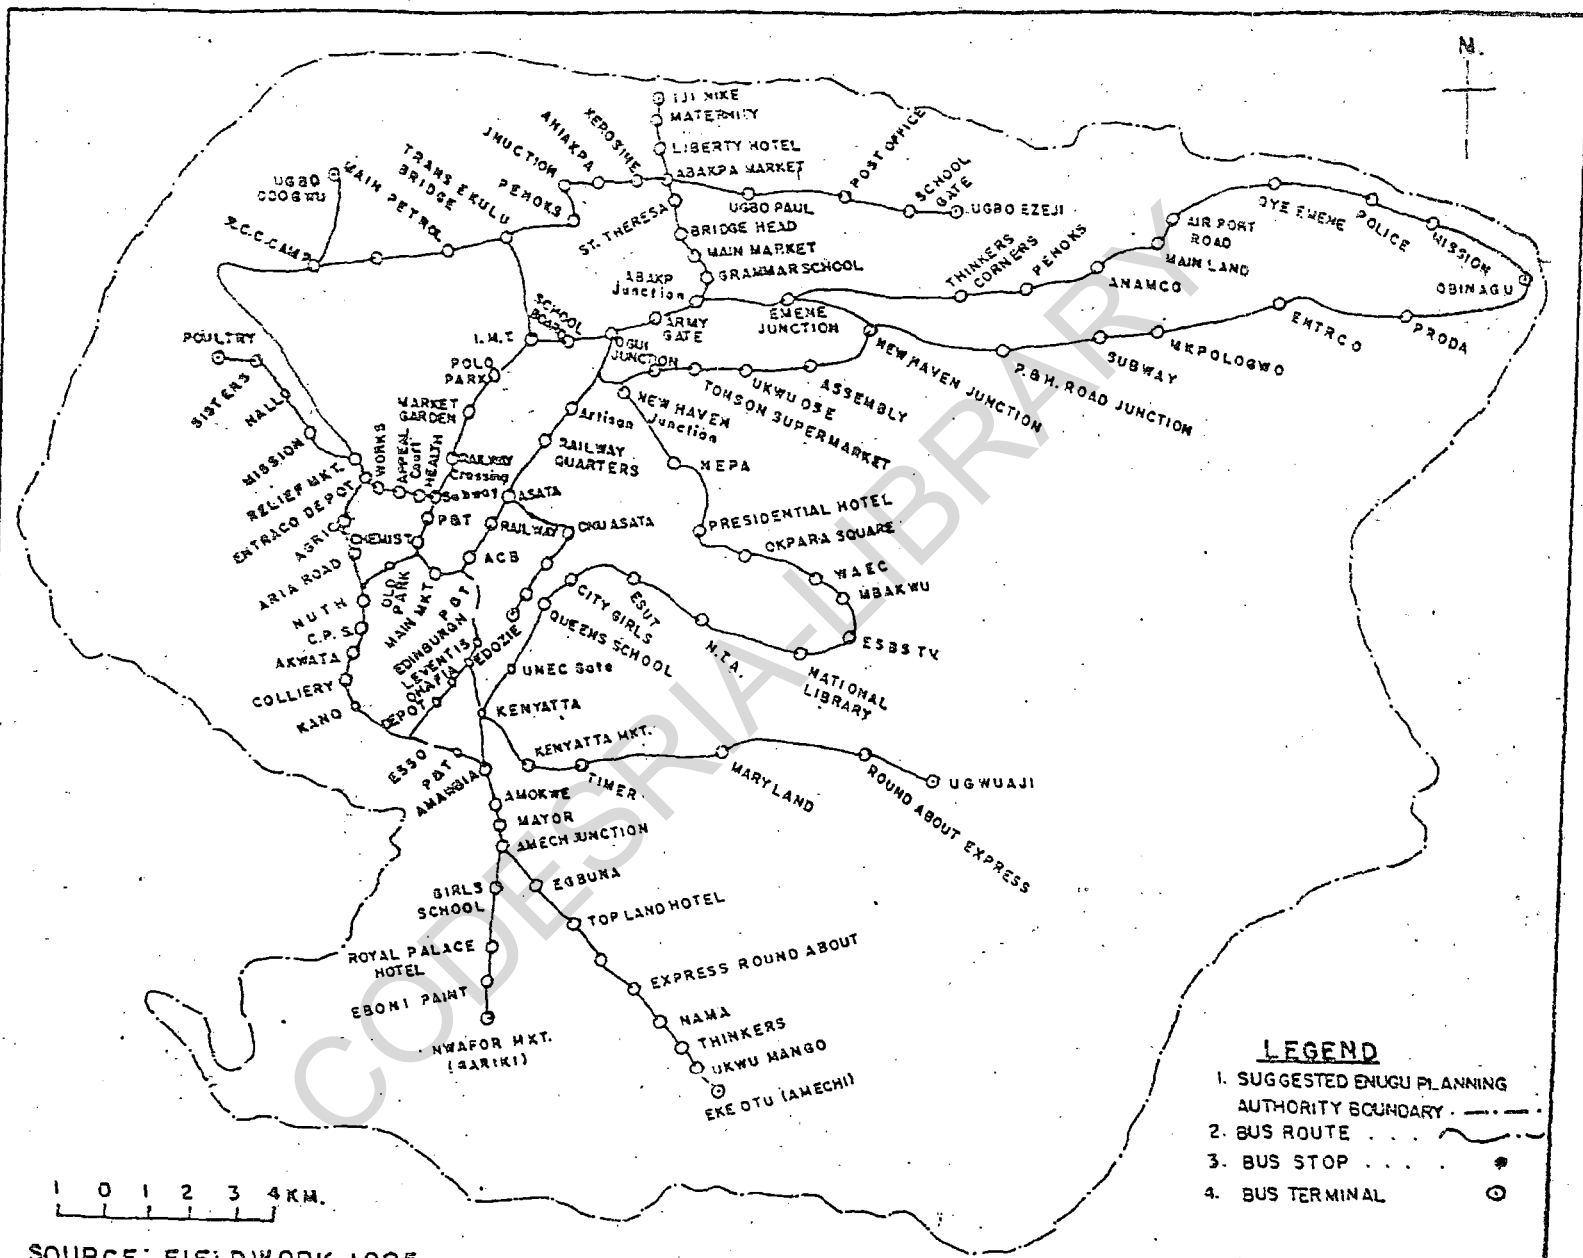 N.
IJI NIKE
MATERNITY
LIBERTY HOTEL
ABAKPA MARKET
KEROSINE
AMIAKPA
JNUCTION
PENOKS
TRANS EKULU
BRIDGE
MAIN PETROL
UGBO
ODOGWU
R.C.C. CAMP
POST OFFICE
SCHOOL
GATE
UGBO EZEJI
UGBO PAUL
ST. THERESA
BRIDGE HEAD
MAIN MARKET
GRAMMAR SCHOOL
ABAKP
Junction
ARMY
GATE
EMENE
JUNCTION
THINKERS
CORNERS
PENOKS
ANAMCO
MAIN LAND
AIR PORT
ROAD
OYE EMENE
POLICE
MISSION
OBINAGU
PRODA
ENTRCO
MKPOLOGWO
SUBWAY
P.&H. ROAD JUNCTION
NEW HAVEN JUNCTION
ASSEMBLY
UKWU OSE
TOMSON SUPERMARKET
SCHOOL
BOARD
OGUI
JUNCTION
I.M.T
POLO
PARK
MARKET
GARDEN
RAILWAY
Crossing
Subway
HEALTH
APPEAL
Court
WORKS
POULTRY
SISTERS
HALL
MISSION
RELIEF MKT.
ENTRACO DEPOT
AGRIC
ARIA ROAD
NUTH
C.P.S.
AKWATA
COLLIERY
KANO
ESSO
P&T
AMAWBIA
Artisan
RAILWAY
QUARTERS
ASATA
RAILWAY
ACB
OKU ASATA
P&T
CHEMIST
OLD
PARK
MAIN MKT
P&T
EDINBURGH
LEVENTIS
OHAFIA
DEPOT
EDOZIE
NEW HAVEN
Junction
NEPA
PRESIDENTIAL HOTEL
OKPARA SQUARE
WAEC
MBAKWU
ESBS TV.
NATIONAL
LIBRARY
N.T.A.
ESUT
CITY GIRLS
QUEENS SCHOOL
UNEC Gate
KENYATTA
KENYATTA MKT.
TIMER
MARYLAND
ROUND ABOUT EXPRESS
UGWUAJI
AMOKWE
MAYOR
AMECH JUNCTION
GIRLS
SCHOOL
ROYAL PALACE
HOTEL
EBONI PAINT
NWAFOR MKT.
(GARIKI)
EGBUNA
TOP LAND HOTEL
EXPRESS ROUND ABOUT
NAMA
THINKERS
UKWU MANGO
EKE OTU (AMECHI)
LEGEND
1. SUGGESTED ENUGU PLANNING
AUTHORITY BOUNDARY
2. BUS ROUTE . . .
3. BUS STOP . . . .
4. BUS TERMINAL
1 0 1 2 3 4 KM.
SOURCE: FIELDWORK 1995
CODESRIA-LIBRARY